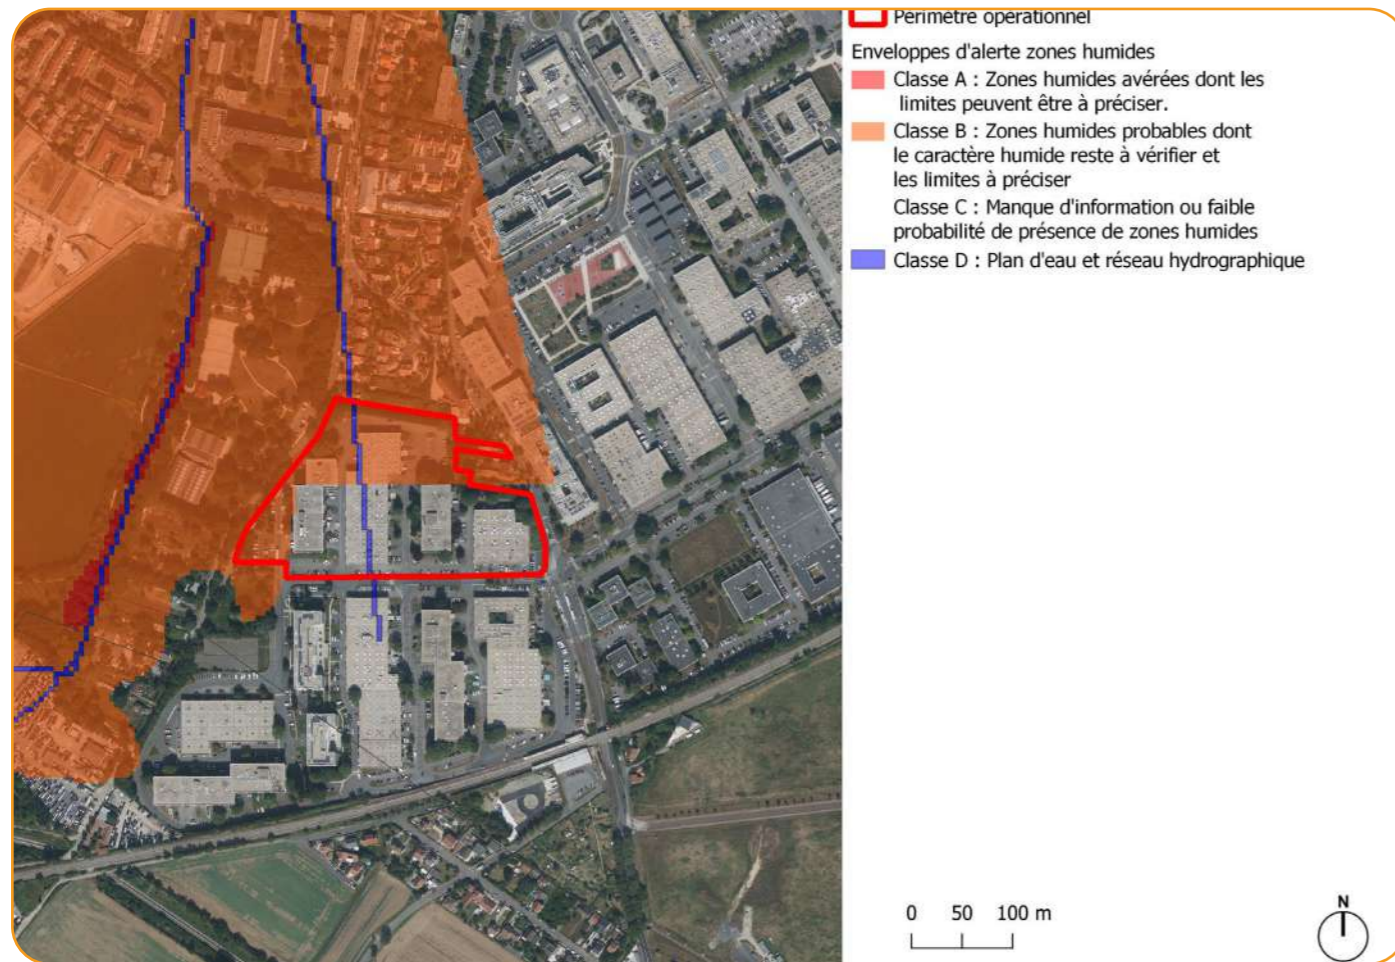 Périmètre opérationnel
Enveloppes d'alerte zones humides
Classe A : Zones humides avérées dont les
limites peuvent être à préciser.
Classe B : Zones humides probables dont
le caractère humide reste à vérifier et
les limites à préciser
Classe C : Manque d'information ou faible
probabilité de présence de zones humides
Classe D : Plan d'eau et réseau hydrographique
0 50 100 m
N